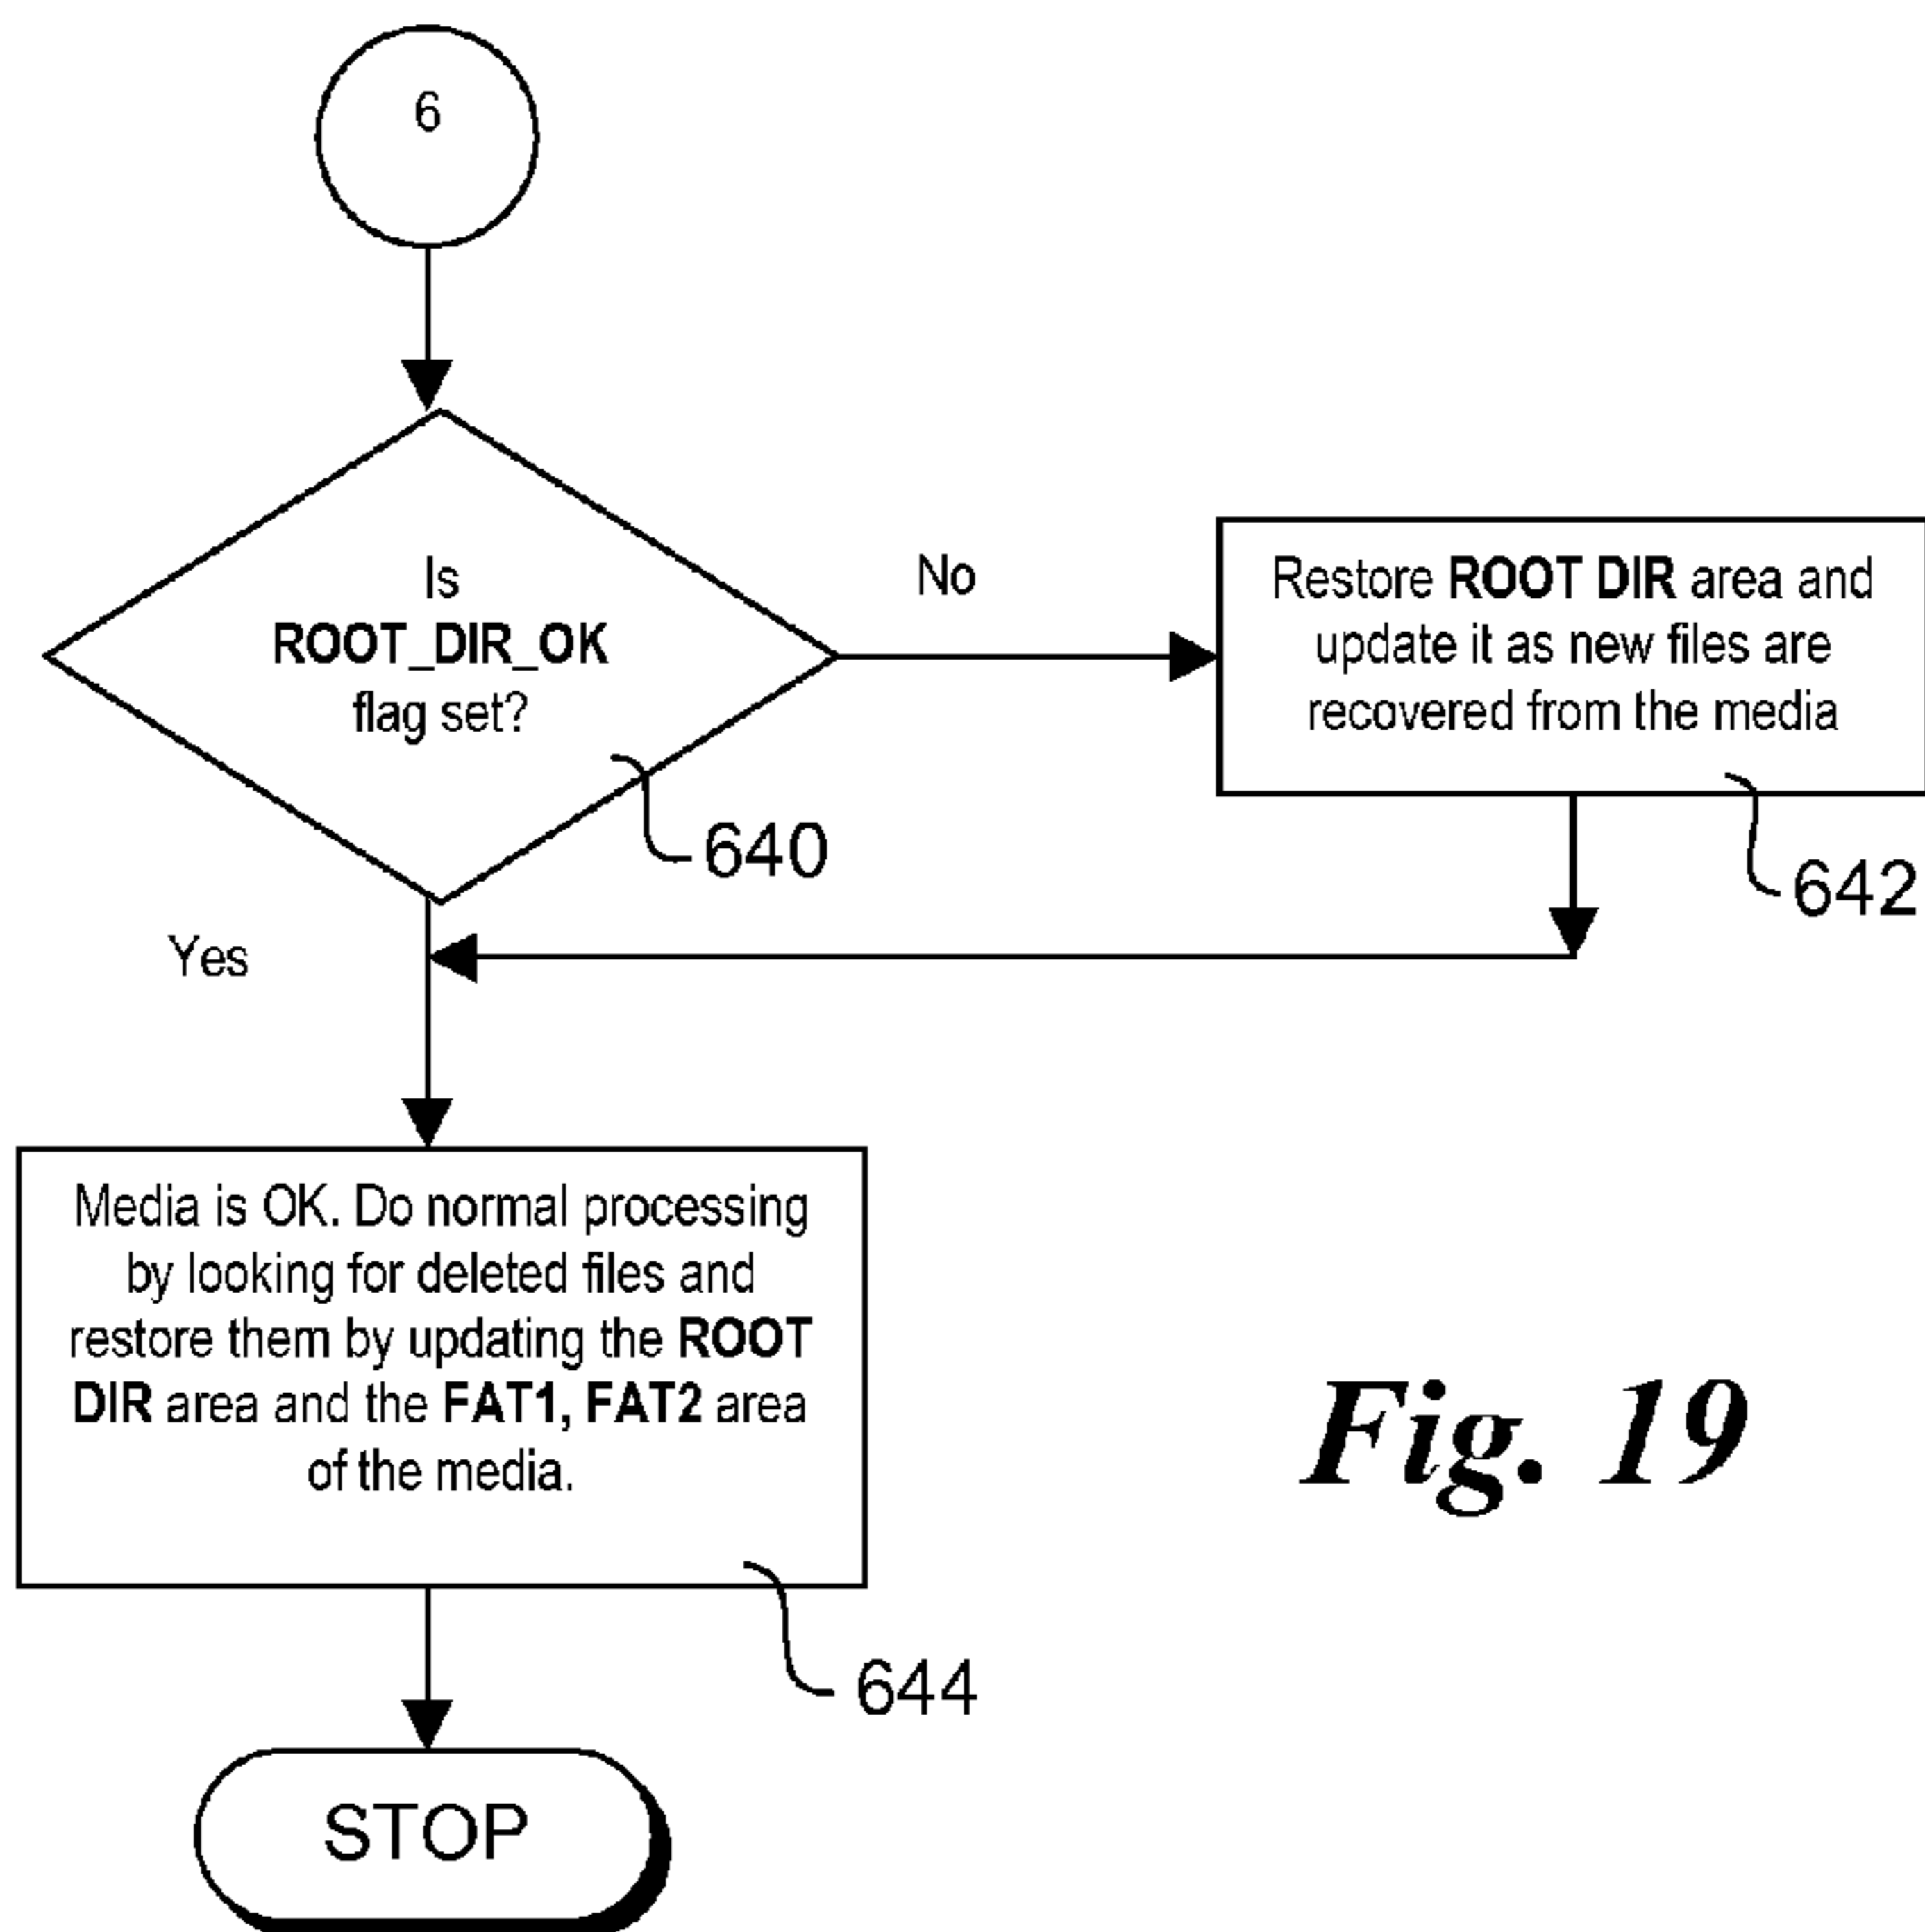 6
Is
ROOT_DIR_OK
flag set?
No
Restore ROOT DIR area and
update it as new files are
recovered from the media
640
642
Yes
Media is OK. Do normal processing
by looking for deleted files and
restore them by updating the ROOT
DIR area and the FAT1, FAT2 area
of the media.
644
STOP
Fig. 19